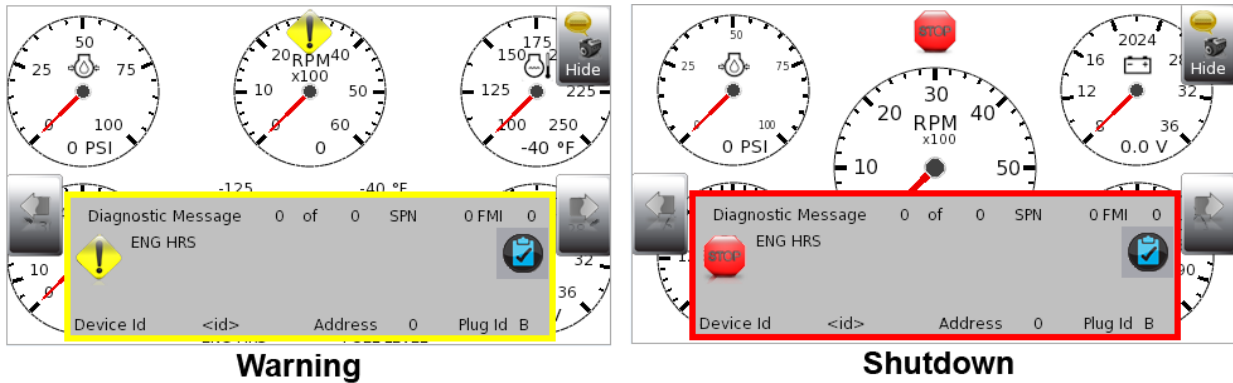 50
25
75
0
100
0 PSI
20
RPM
40
x100
10
50
0
60
0
175
150
125
225
100
250
-40 °F
Hide
-125
-40 °F
Diagnostic Message 0 of 0 SPN 0 FMI 0
ENG HRS
10
0
32
36
V
Device Id <id> Address 0 Plug Id B
Warning
50
25
75
0
100
0 PSI
STOP
30
20
40
RPM
x100
10
50
2024
16
12
32
8
36
0.0 V
Hide
Diagnostic Message 0 of 0 SPN 0 FMI 0
STOP
ENG HRS
90
Device Id <id> Address 0 Plug Id B
Shutdown